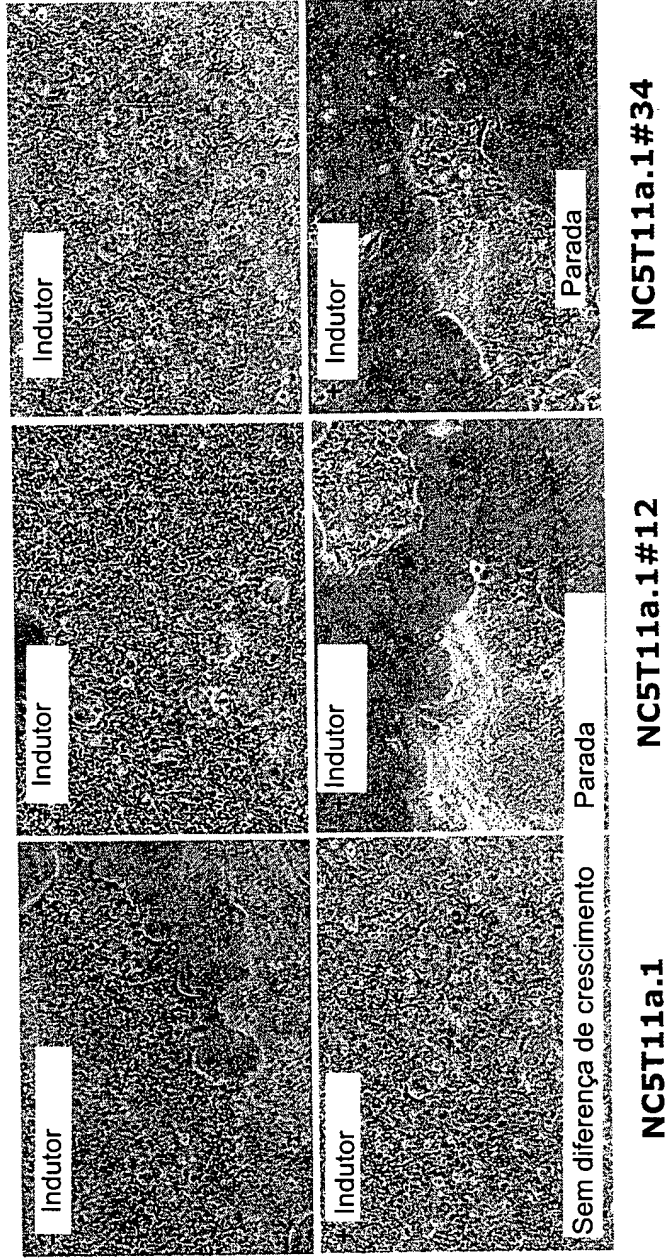 Indutor
Indutor
Indutor
Indutor
Indutor
Indutor
Sem diferença de crescimento
Parada
Parada
NC5T11a.1
NC5T11a.1#12
NC5T11a.1#34